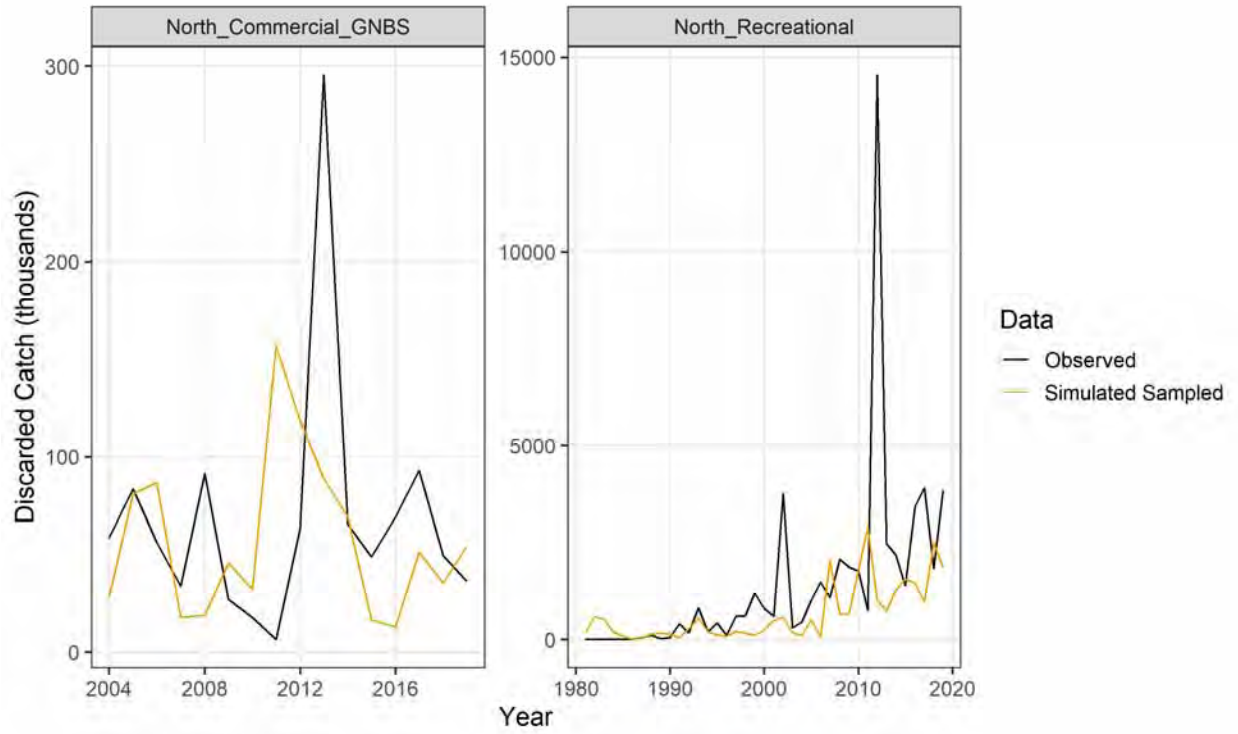 North_Commercial_GNBS
North_Recreational
Discarded Catch (thousands)
300
200
100
0
2004
2008
2012
2016
15000
10000
5000
0
1980
1990
2000
2010
2020
Year
Data
Observed
Simulated Sampled